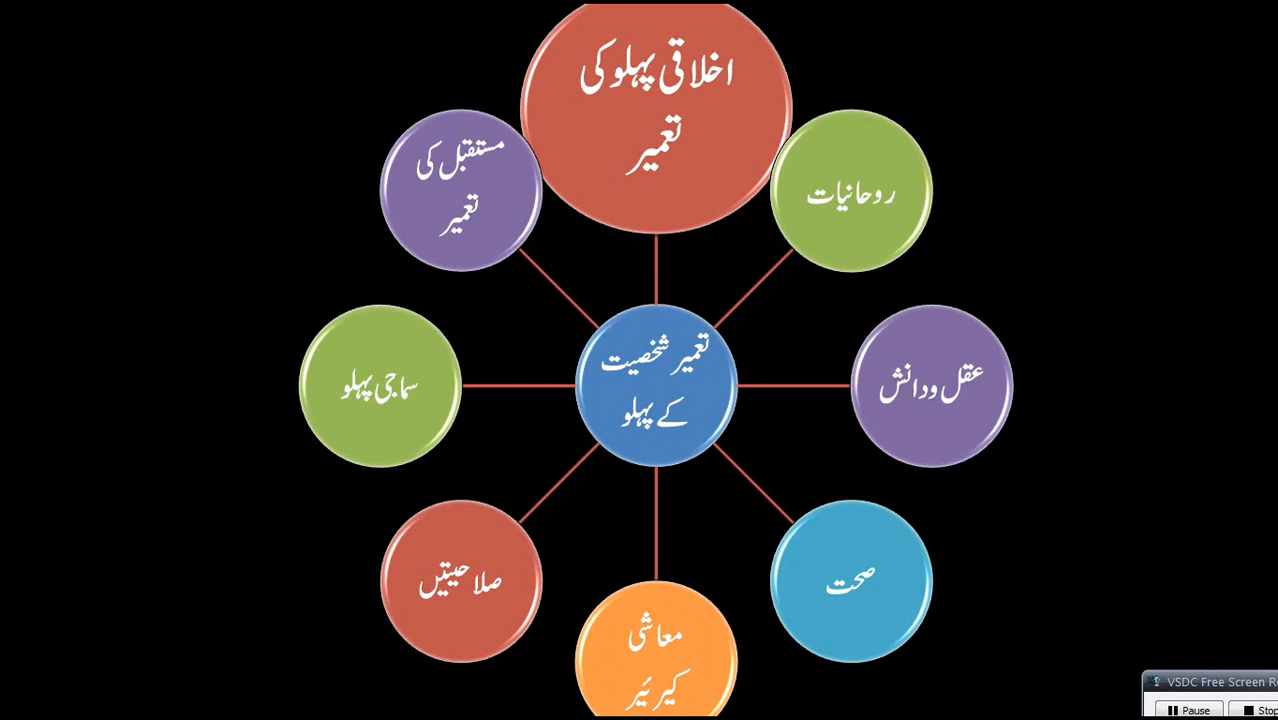 اخلاقی پہلو کی
تعمیر
روحانیات
عقل ودانش
صحت
معاشی
کیرئیر
صلاحیتیں
سماجی پہلو
مستقبل کی
تعمیر
تعمیر شخصیت
کے پہلو
VSDC Free Screen Re
Pause
Stop